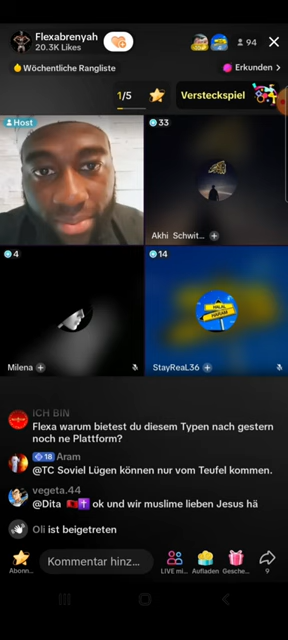 Flexabrenyah
20.3K Likes
94
Wöchentliche Rangliste
Erkunden >
1/5
Versteckspiel
Host
33
Akhi Schwit...
4
14
Milena
StayReaL36
HALAL
HARAM
ICH BIN
Flexa warum bietest du diesem Typen nach gestern
noch ne Plattform?
18 Aram
@TC Soviel Lügen können nur vom Teufel kommen.
vegeta.44
@Dita 🇦🇱✝️ ok und wir muslime lieben Jesus hä
Oli ist beigetreten
Kommentar hinz...
Abonn...
LIVE mi...
Aufladen
Gesche...
9